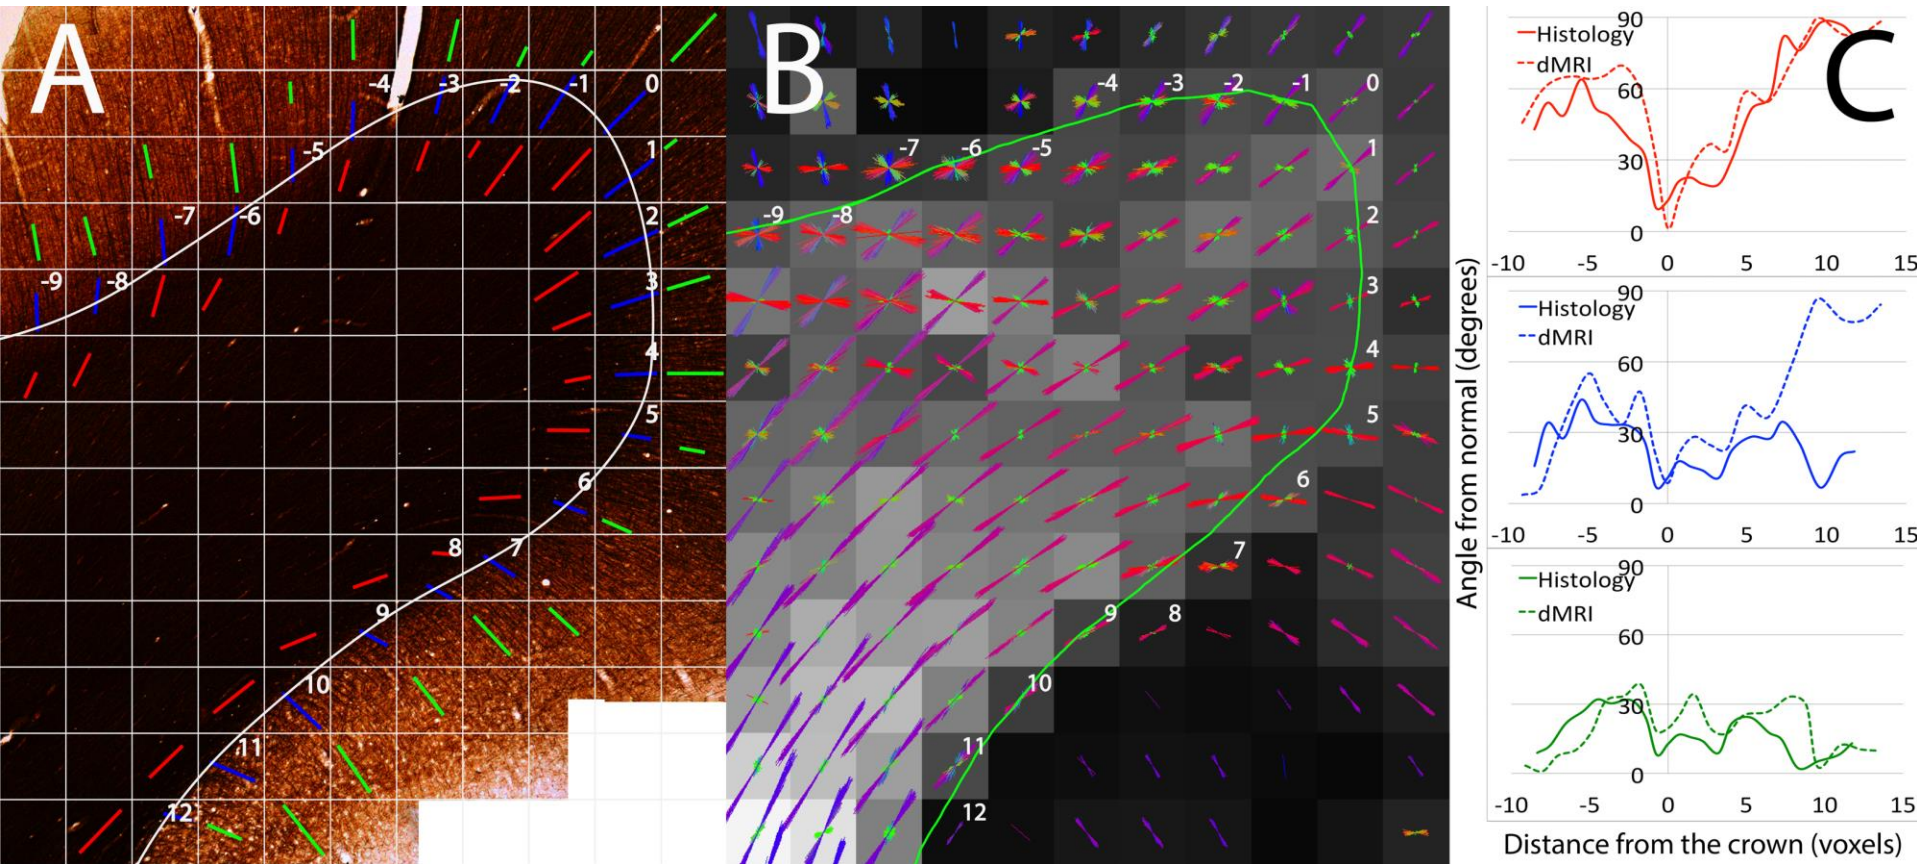 A
-4 -3 -2 -1 0
-5 1
-7 -6 2
-9 -8 3
4
5
6
8 7
9
10
11
12
B
-4 -3 -2 -1 0
-7 -6 -5 1
-9 -8 2
3
4
5
6
7
9 8
10
11
12
C
Angle from normal (degrees)
90
Histology
dMRI
60
30
0
-10 -5 0 5 10 15
90
Histology
dMRI
60
30
0
-10 -5 0 5 10 15
90
Histology
dMRI
60
30
0
-10 -5 0 5 10 15
Distance from the crown (voxels)